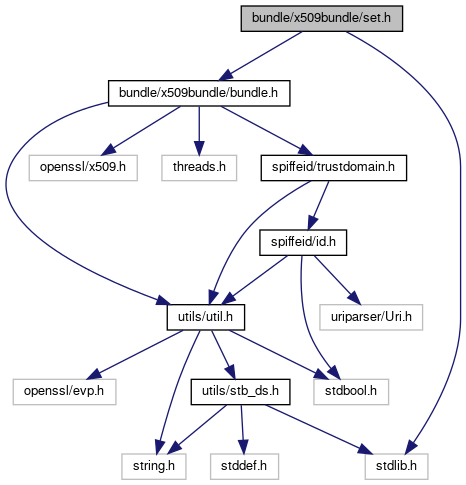 bundle/x509bundle/set.h
bundle/x509bundle/bundle.h
openssl/x509.h
threads.h
spiffeid/trustdomain.h
spiffeid/id.h
utils/util.h
uriparser/Uri.h
openssl/evp.h
utils/stb_ds.h
stdbool.h
string.h
stddef.h
stdlib.h